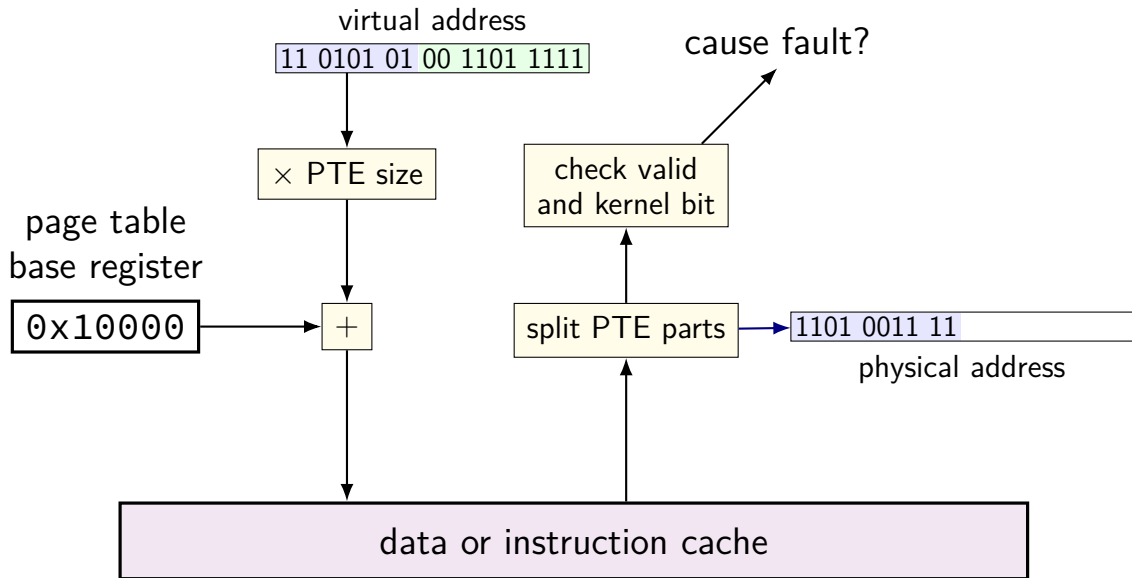 virtual address
11 0101 01 00 1101 1111
cause fault?
× PTE size
check valid
and kernel bit
page table
base register
0x10000
+
split PTE parts
1101 0011 11
physical address
data or instruction cache